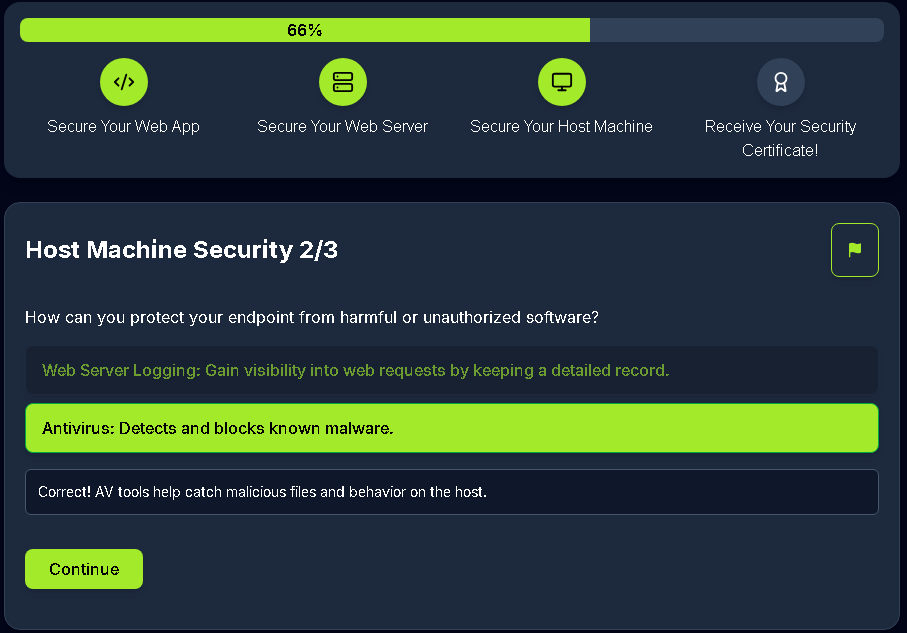 66%
Secure Your Web App
Secure Your Web Server
Secure Your Host Machine
Receive Your Security
Certificate!
Host Machine Security 2/3
How can you protect your endpoint from harmful or unauthorized software?
Web Server Logging: Gain visibility into web requests by keeping a detailed record.
Antivirus: Detects and blocks known malware.
Correct! AV tools help catch malicious files and behavior on the host.
Continue